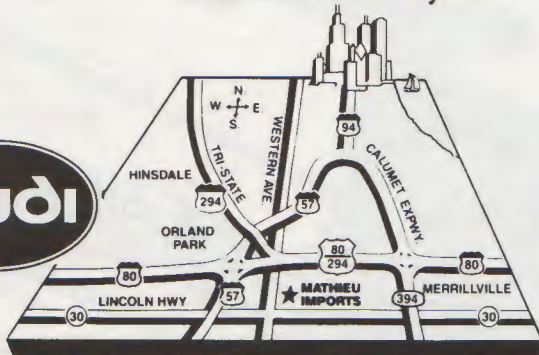 N
W E
S
94
WESTERN AVE.
CALUMET EXPWY.
TRI-STATE
HINSDALE
294
57
ORLAND
PARK
80
80
294
80
57
★ MATHIEU
IMPORTS
394
MERRILLVILLE
LINCOLN HWY
30
30